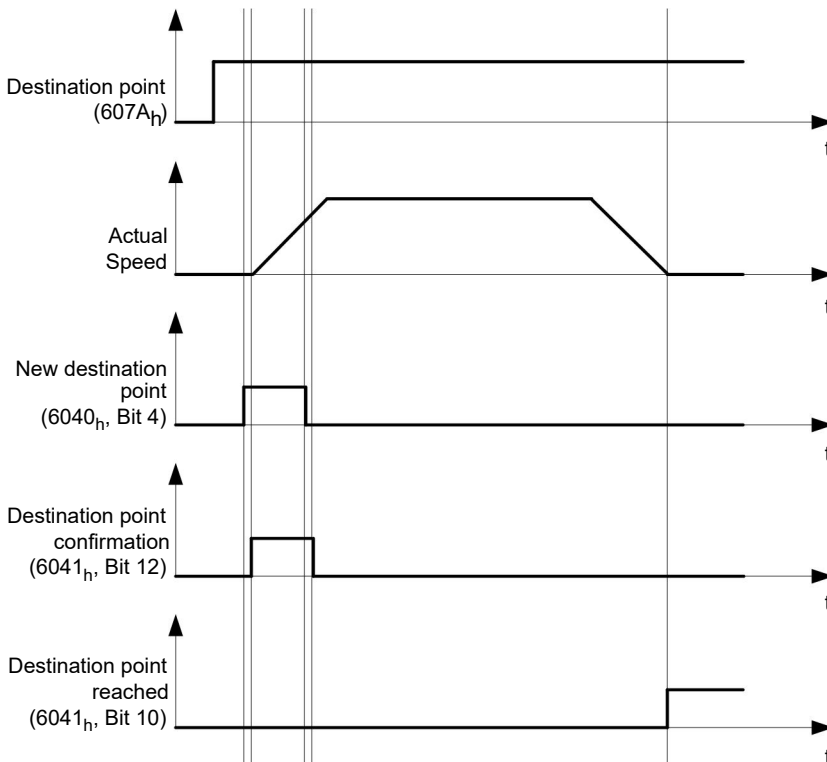 Destination point
(607Ah)
t
Actual
Speed
t
New destination
point
(6040h, Bit 4)
t
Destination point
confirmation
(6041h, Bit 12)
t
Destination point
reached
(6041h, Bit 10)
t